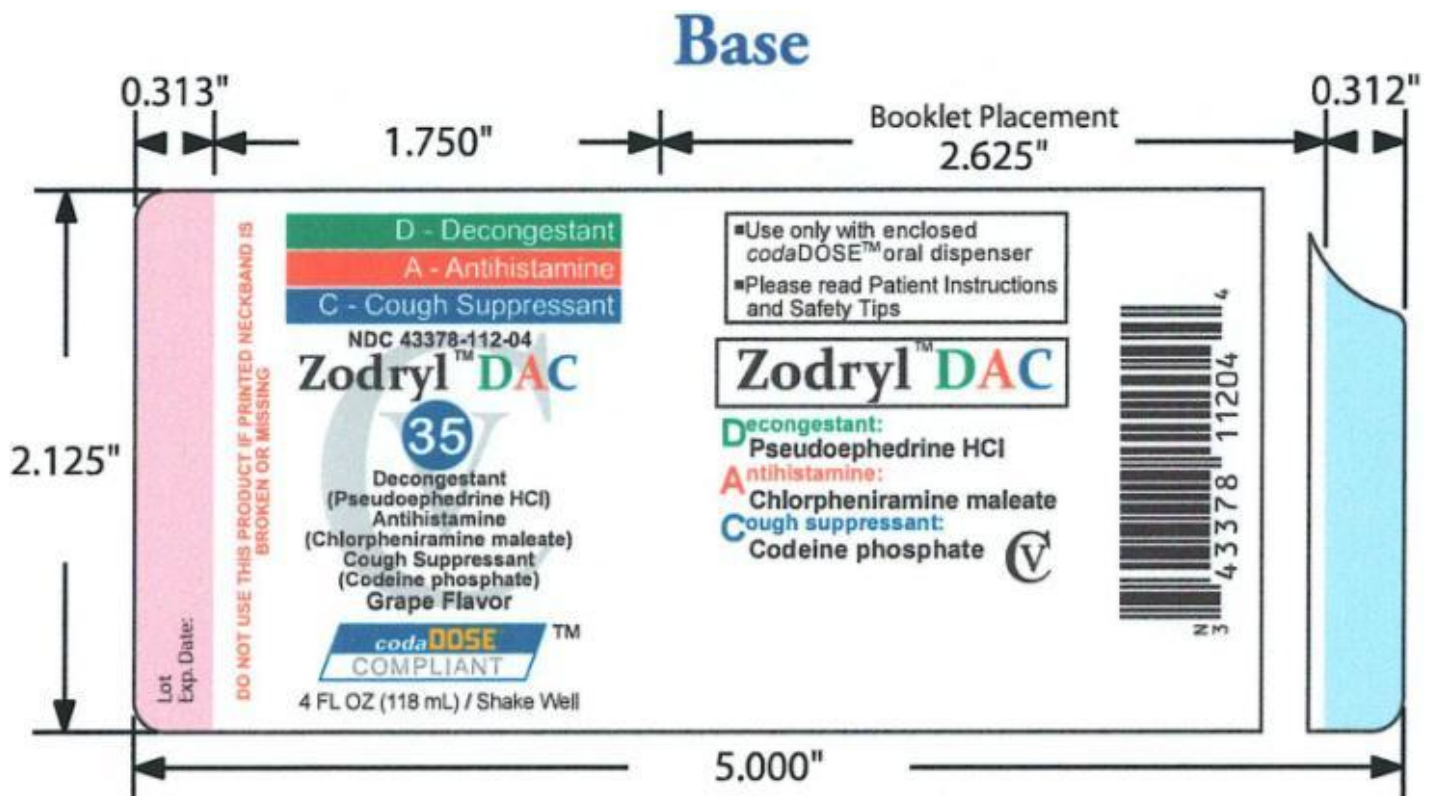 Base
0.313"
1.750"
Booklet Placement
2.625"
0.312"
2.125"
5.000"
Lot
Exp. Date:
DO NOT USE THIS PRODUCT IF PRINTED NECKBAND IS
BROKEN OR MISSING
D - Decongestant
A - Antihistamine
C - Cough Suppressant
NDC 43378-112-04
Zodryl™ DAC
CV
35
Decongestant
(Pseudoephedrine HCl)
Antihistamine
(Chlorpheniramine maleate)
Cough Suppressant
(Codeine phosphate)
Grape Flavor
codaDOSE ™
COMPLIANT
4 FL OZ (118 mL) / Shake Well
▪Use only with enclosed
codaDOSE™ oral dispenser
▪Please read Patient Instructions
and Safety Tips
Zodryl™ DAC
Decongestant:
Pseudoephedrine HCl
Antihistamine:
Chlorpheniramine maleate
Cough suppressant:
Codeine phosphate CV
N
3 43378 11204 4